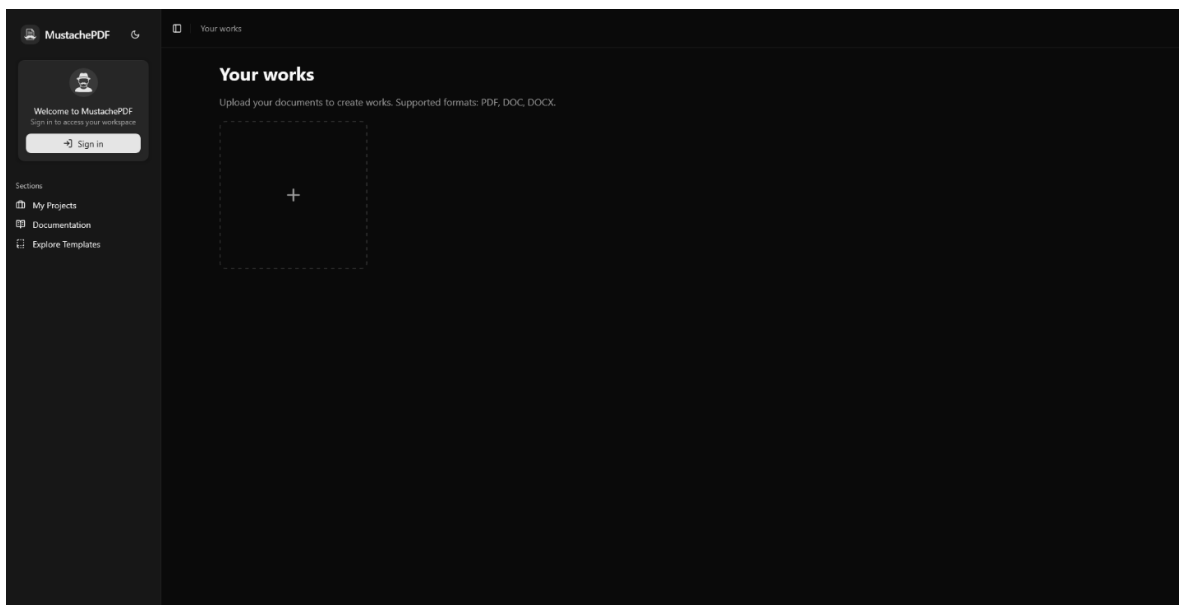 MustachePDF
Welcome to MustachePDF
Sign in to access your workspace
Sign in
Sections
My Projects
Documentation
Explore Templates
Your works
Your works
Upload your documents to create works. Supported formats: PDF, DOC, DOCX.